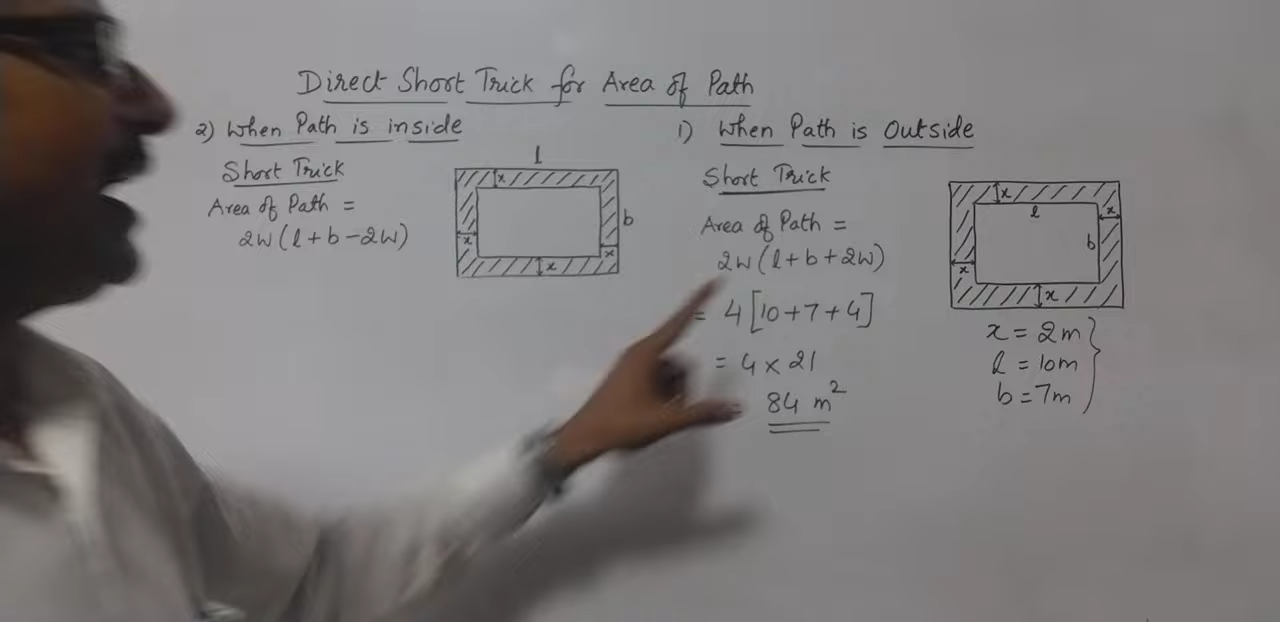 Direct Short Trick for Area of Path
2) When Path is inside
Short Trick
Area of Path =
2W(l+b-2W)
l
x
b
x
x
x
1) When Path is Outside
Short Trick
Area of Path =
2W(l+b+2W)
= 4[10+7+4]
= 4 x 21
= 84 m²
x
l
x
b
x
x
x = 2m
l = 10m
b = 7m